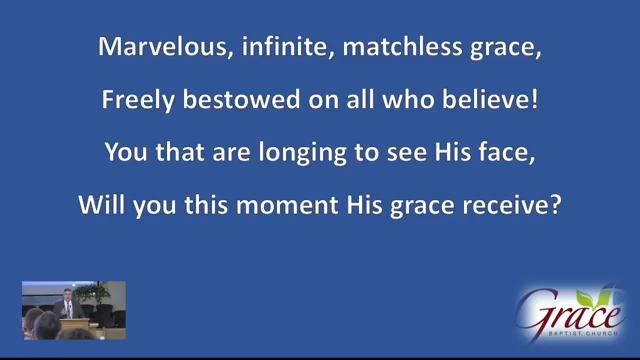 Marvelous, infinite, matchless grace,
Freely bestowed on all who believe!
You that are longing to see His face,
Will you this moment His grace receive?
Grace
BAPTIST CHURCH